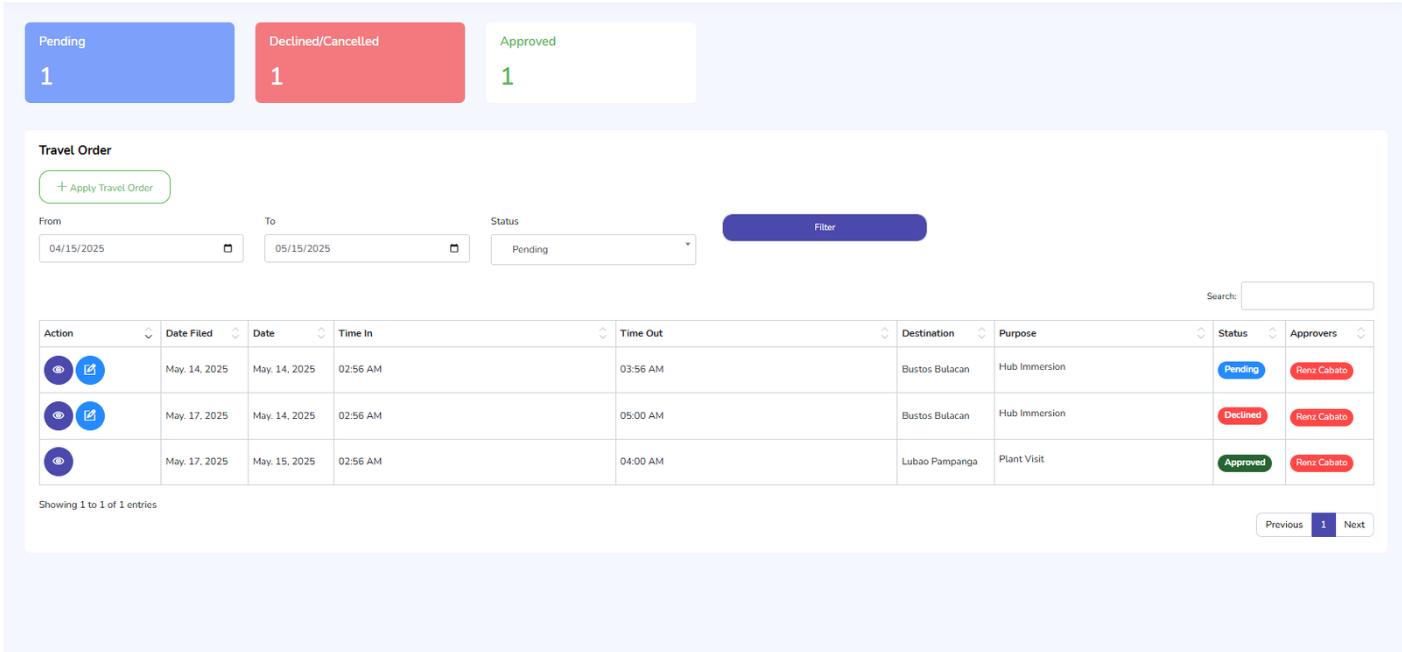 Pending
1
Declined/Cancelled
1
Approved
1
Travel Order
+ Apply Travel Order
From To Status
04/15/2025 05/15/2025 Pending Filter
Search:
Action Date Filed Date Time In Time Out Destination Purpose Status Approvers
May. 14, 2025 May. 14, 2025 02:56 AM 03:56 AM Bustos Bulacan Hub Immersion Pending Renz Cabato
May. 17, 2025 May. 14, 2025 02:56 AM 05:00 AM Bustos Bulacan Hub Immersion Declined Renz Cabato
May. 17, 2025 May. 15, 2025 02:56 AM 04:00 AM Lubao Pampanga Plant Visit Approved Renz Cabato
Showing 1 to 1 of 1 entries
Previous 1 Next